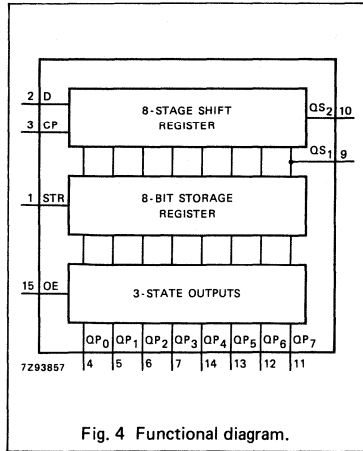 2 D
8-STAGE SHIFT
REGISTER
QS2 10
3 CP
QS1 9
1 STR
8-BIT STORAGE
REGISTER
15 OE
3-STATE OUTPUTS
QP0 QP1 QP2 QP3 QP4 QP5 QP6 QP7
7Z93857 4 5 6 7 14 13 12 11
Fig. 4 Functional diagram.